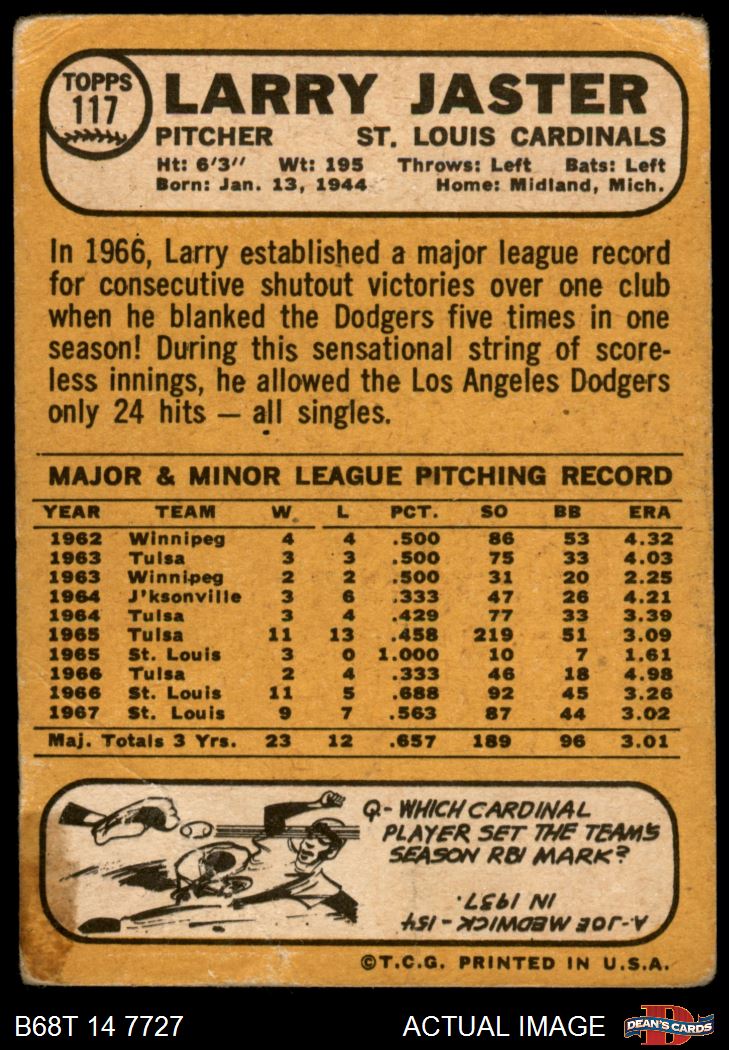 TOPPS
117
LARRY JASTER
PITCHER ST. LOUIS CARDINALS
Ht: 6'3" Wt: 195 Throws: Left Bats: Left
Born: Jan. 13, 1944 Home: Midland, Mich.
In 1966, Larry established a major league record
for consecutive shutout victories over one club
when he blanked the Dodgers five times in one
season! During this sensational string of score-
less innings, he allowed the Los Angeles Dodgers
only 24 hits — all singles.
MAJOR & MINOR LEAGUE PITCHING RECORD
YEAR TEAM W. L PCT. SO BB ERA
1962 Winnipeg 4 4 .500 86 53 4.32
1963 Tulsa 3 3 .500 75 33 4.03
1963 Winnipeg 2 2 .500 31 20 2.25
1964 J'ksonville 3 6 .333 47 26 4.21
1964 Tulsa 3 4 .429 77 33 3.39
1965 Tulsa 11 13 .458 219 51 3.09
1965 St. Louis 3 0 1.000 10 7 1.61
1966 Tulsa 2 4 .333 46 18 4.98
1966 St. Louis 11 5 .688 92 45 3.26
1967 St. Louis 9 7 .563 87 44 3.02
Maj. Totals 3 Yrs. 23 12 .657 189 96 3.01
Q- WHICH CARDINAL
PLAYER SET THE TEAM'S
SEASON RBI MARK?
A-JOE MEDWICK - 154
IN 1937.
©T.C.G. PRINTED IN U.S.A.
B68T 14 7727 ACTUAL IMAGE
D
DEAN'S CARDS